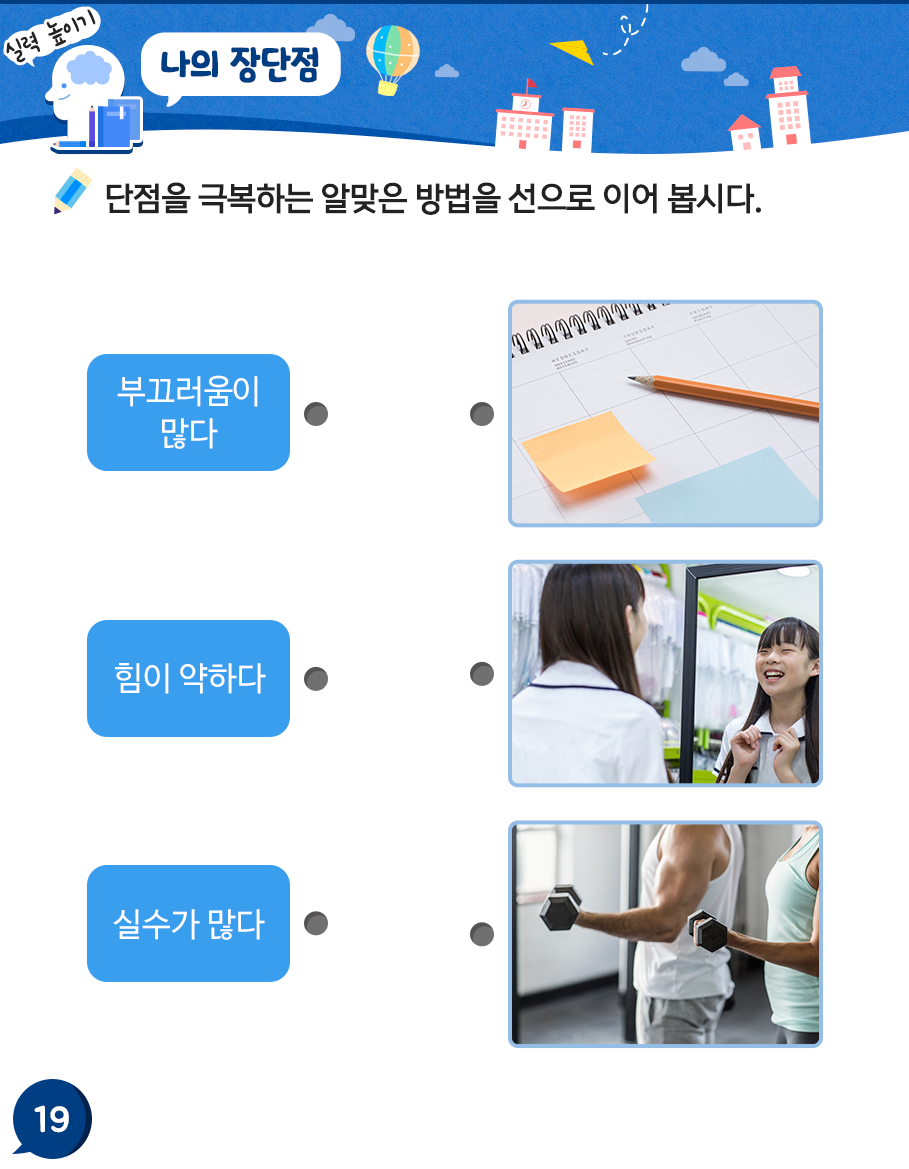 실력 높이기
나의 장단점
단점을 극복하는 알맞은 방법을 선으로 이어 봅시다.
부끄러움이
많다
WEDNESDAY
THURSDAY
FRIDAY
힘이 약하다
실수가 많다
19